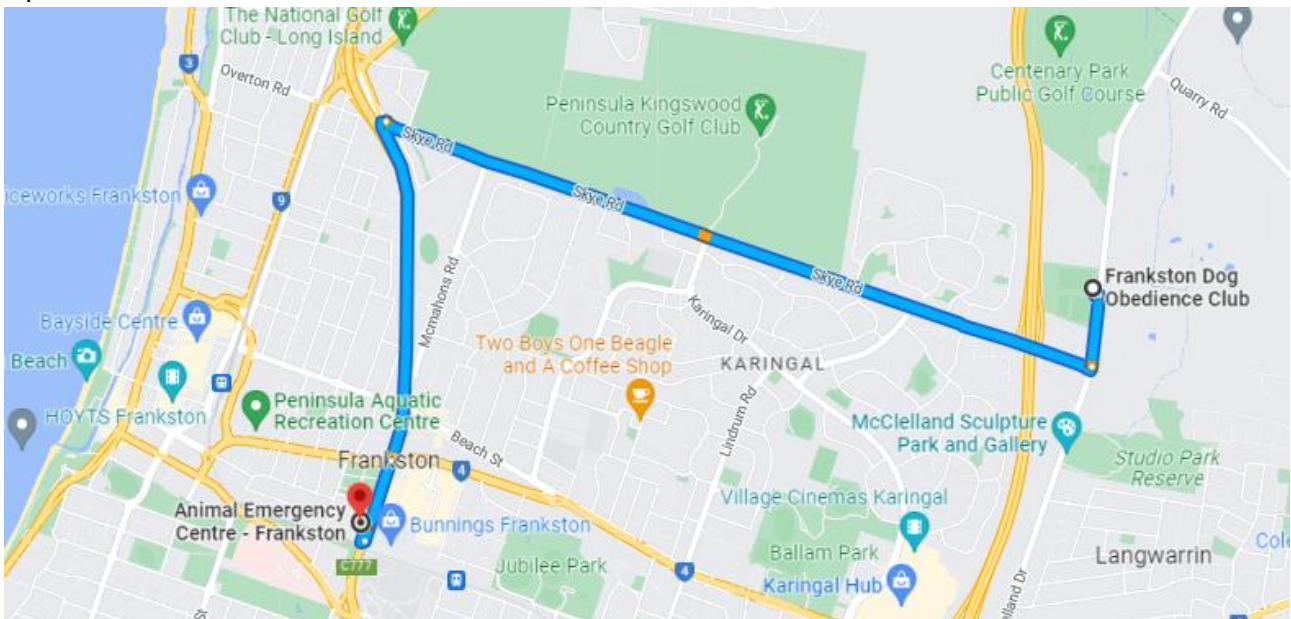 The National Golf
Club - Long Island
3
Overton Rd
Centenary Park
Public Golf Course
Quarry Rd
Peninsula Kingswood
Country Golf Club
Skye Rd
iceworks Frankston
9
Skye Rd
Skye Rd
Frankston Dog
Obedience Club
Mcmahons Rd
Karingal Dr
Bayside Centre
Two Boys One Beagle
and A Coffee Shop
KARINGAL
Beach
Peninsula Aquatic
Recreation Centre
HOYTS Frankston
Lindrum Rd
McClelland Sculpture
Park and Gallery
Beach St
Frankston
4
Studio Park
Reserve
Animal Emergency
Centre - Frankston
Bunnings Frankston
Village Cinemas Karingal
C777
Jubilee Park
4
Ballam Park
Karingal Hub
Langwarrin
Cole
elland Dr
St